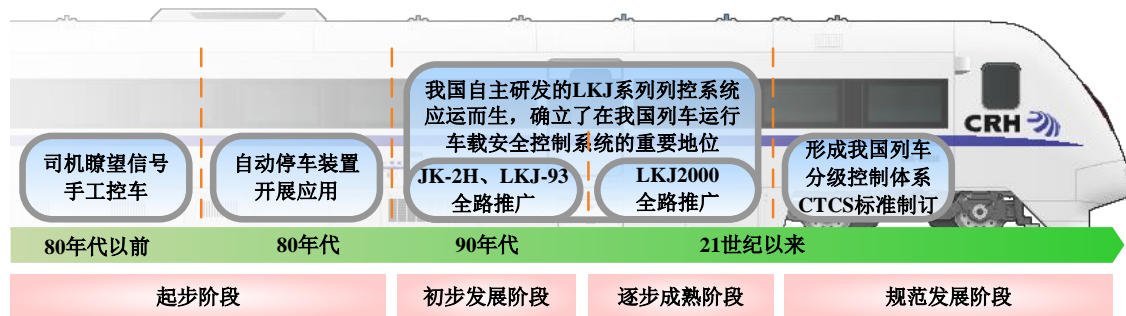 我国自主研发的LKJ系列列控系统
应运而生，确立了在我国列车运行
车载安全控制系统的重要地位
CRH
司机瞭望信号
手工控车
自动停车装置
开展应用
JK-2H、LKJ-93
全路推广
LKJ2000
全路推广
形成我国列车
分级控制体系
CTCS标准制订
80年代以前
80年代
90年代
21世纪以来
起步阶段
初步发展阶段
逐步成熟阶段
规范发展阶段